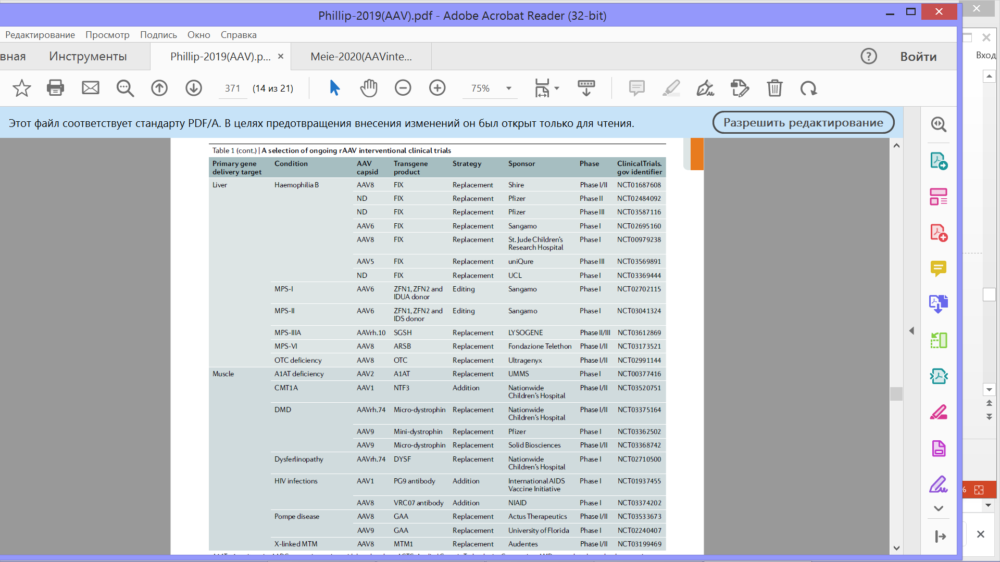 Phillip-2019(AAV).pdf - Adobe Acrobat Reader (32-bit)
Редактирование Просмотр Подпись Окно Справка
вная Инструменты Phillip-2019(AAV).p... Meie-2020(AAVinte... Войти
Вход
371 (14 из 21) 75%
Этот файл соответствует стандарту PDF/A. В целях предотвращения внесения изменений он был открыт только для чтения. Разрешить редактирование
Table 1 (cont.) | A selection of ongoing rAAV interventional clinical trials
Primary gene delivery target Condition AAV capsid Transgene product Strategy Sponsor Phase ClinicalTrials.gov identifier
Liver Haemophilia B AAV8 FIX Replacement Shire Phase I/II NCT01687608
ND FIX Replacement Pfizer Phase II NCT02484092
ND FIX Replacement Pfizer Phase III NCT03587116
AAV6 FIX Replacement Sangamo Phase I NCT02695160
AAV8 FIX Replacement St. Jude Children's Research Hospital Phase I NCT00979238
AAV5 FIX Replacement uniQure Phase III NCT03569891
ND FIX Replacement UCL Phase I NCT03369444
MPS-I AAV6 ZFN1, ZFN2 and IDUA donor Editing Sangamo Phase I NCT02702115
MPS-II AAV6 ZFN1, ZFN2 and IDS donor Editing Sangamo Phase I NCT03041324
MPS-IIIA AAVrh.10 SGSH Replacement LYSOGENE Phase II/III NCT03612869
MPS-VI AAV8 ARSB Replacement Fondazione Telethon Phase I/II NCT03173521
OTC deficiency AAV8 OTC Replacement Ultragenyx Phase I/II NCT02991144
Muscle A1AT deficiency AAV2 A1AT Replacement UMMS Phase I NCT00377416
CMT1A AAV1 NTF3 Addition Nationwide Children's Hospital Phase I/II NCT03520751
DMD AAVrh.74 Micro-dystrophin Replacement Nationwide Children's Hospital Phase I/II NCT03375164
AAV9 Mini-dystrophin Replacement Pfizer Phase I NCT03362502
AAV9 Micro-dystrophin Replacement Solid Biosciences Phase I/II NCT03368742
Dysferlinopathy AAVrh.74 DYSF Replacement Nationwide Children's Hospital Phase I NCT02710500
HIV infections AAV1 PG9 antibody Addition International AIDS Vaccine Initiative Phase I NCT01937455
AAV8 VRC07 antibody Addition NIAID Phase I NCT03374202
Pompe disease AAV8 GAA Replacement Actus Therapeutics Phase I/II NCT03533673
AAV9 GAA Replacement University of Florida Phase I NCT02240407
X-linked MTM AAV8 MTM1 Replacement Audentes Phase I/II NCT03199469
%